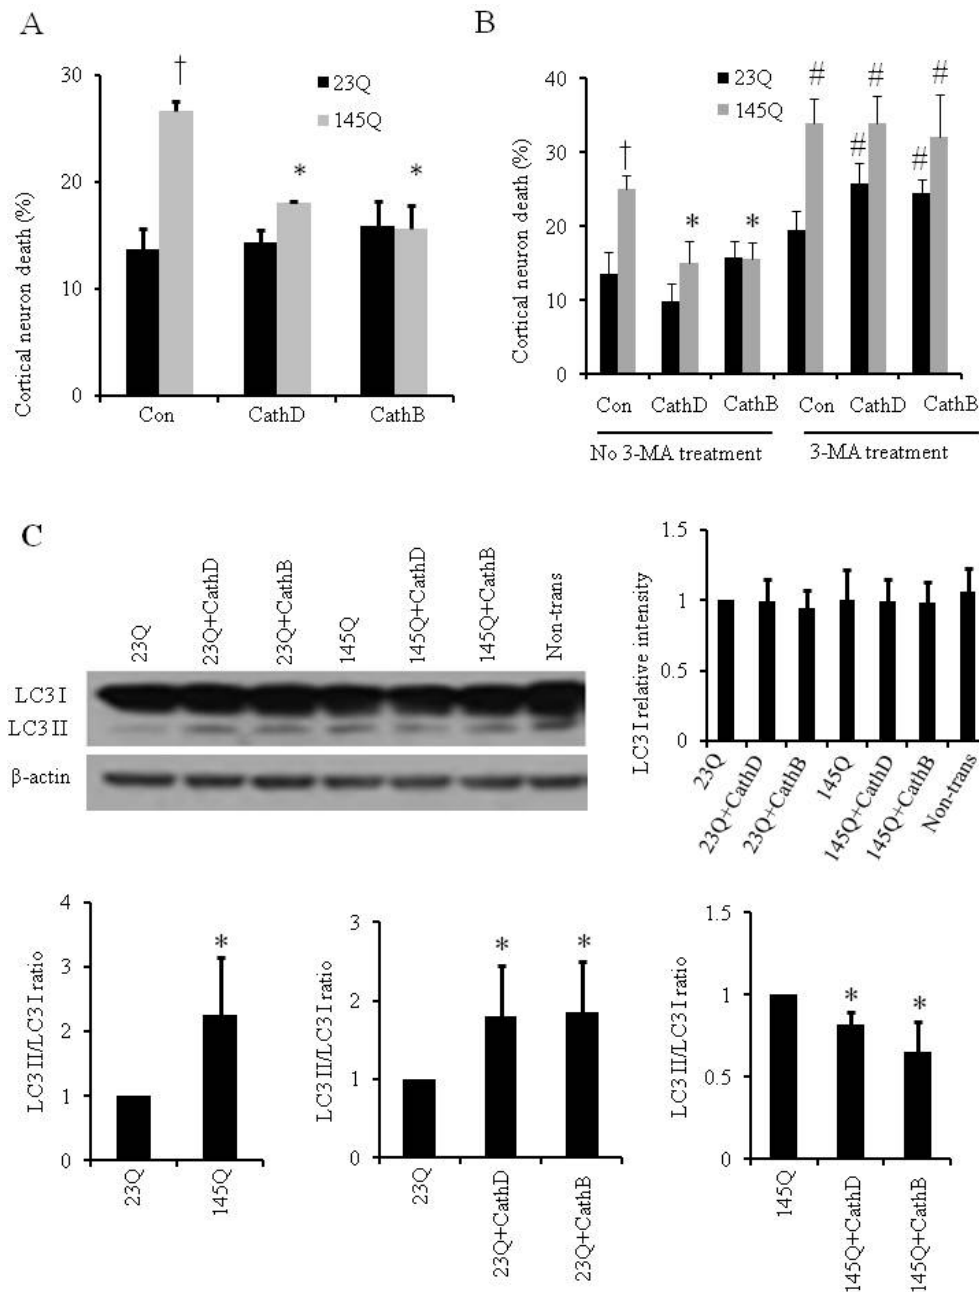 A
Cortical neuron death (%)
30
20
10
0
†
*
*
23Q
145Q
Con
CathD
CathB
B
Cortical neuron death (%)
40
30
20
10
0
23Q
145Q
†
*
*
#
#
#
#
#
Con
CathD
CathB
Con
CathD
CathB
No 3-MA treatment
3-MA treatment
C
23Q
23Q+CathD
23Q+CathB
145Q
145Q+CathD
145Q+CathB
Non-trans
LC3 I
LC3 II
β-actin
LC3 I relative intensity
1.5
1
0.5
0
23Q
23Q+CathD
23Q+CathB
145Q
145Q+CathD
145Q+CathB
Non-trans
LC3 II/LC3 I ratio
4
3
2
1
0
*
23Q
145Q
LC3 II/LC3 I ratio
3
2
1
0
*
*
23Q
23Q+CathD
23Q+CathB
LC3 II/LC3 I ratio
1.5
1
0.5
0
*
*
145Q
145Q+CathD
145Q+CathB